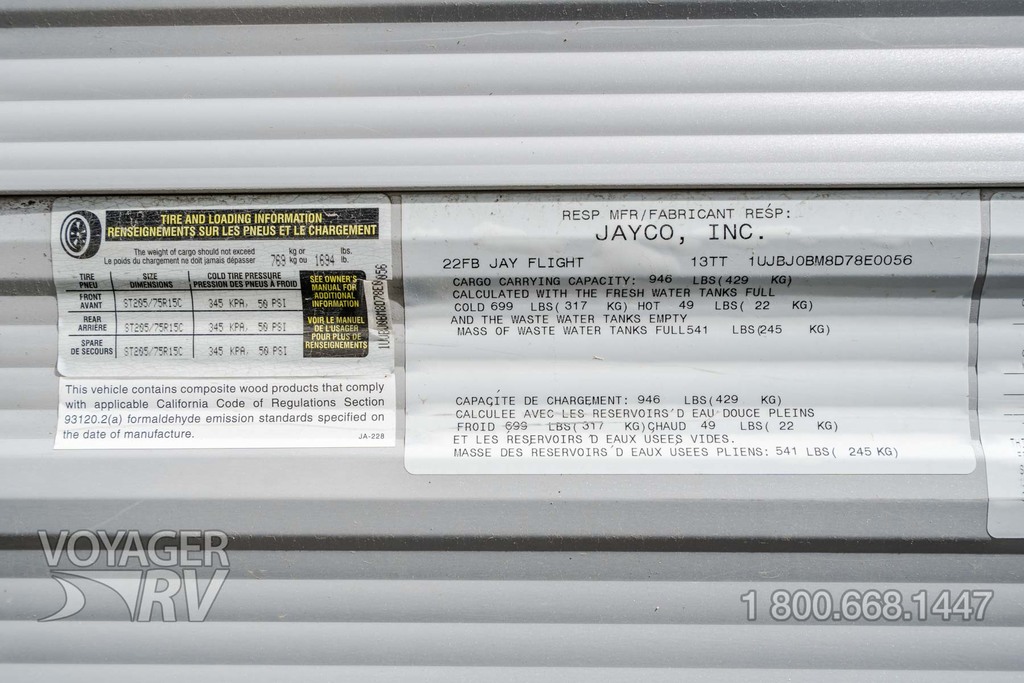 TIRE AND LOADING INFORMATION
RENSEIGNEMENTS SUR LES PNEUS ET LE CHARGEMENT
The weight of cargo should not exceed 769 kg or 1694 lbs.
Le poids du chargement ne doit jamais dépasser kg ou lb.
TIRE SIZE COLD TIRE PRESSURE
PNEU DIMENSIONS PRESSION DES PNEUS À FROID
FRONT
AVANT ST205/75R15C 345 KPA, 50 PSI
REAR
ARRIÈRE ST205/75R15C 345 KPA, 50 PSI
SPARE
DE SECOURS ST205/75R15C 345 KPA, 50 PSI
SEE OWNER'S
MANUAL FOR
ADDITIONAL
INFORMATION
VOIR LE MANUEL
DE L'USAGER
POUR PLUS DE
RENSEIGNEMENTS
1UJBJ0BM8D78E0056
This vehicle contains composite wood products that comply
with applicable California Code of Regulations Section
93120.2(a) formaldehyde emission standards specified on
the date of manufacture.
JA-228
RESP MFR/FABRICANT RESP:
JAYCO, INC.
22FB JAY FLIGHT 13TT 1UJBJ0BM8D78E0056
CARGO CARRYING CAPACITY: 946 LBS(429 KG)
CALCULATED WITH THE FRESH WATER TANKS FULL
COLD 699 LBS( 317 KG) HOT 49 LBS( 22 KG)
AND THE WASTE WATER TANKS EMPTY
MASS OF WASTE WATER TANKS FULL541 LBS(245 KG)
CAPAÇITE DE CHARGEMENT: 946 LBS(429 KG)
CALCULEE AVEC LES RESERVOIRS'D EAU DOUCE PLEINS
FROID 699 LBS( 317 KG)CHAUD 49 LBS( 22 KG)
ET LES RESERVOIRS 'D EAUX USEES VIDES.
MASSE DES RESERVOIRS'D EAUX USEES PLIENS: 541 LBS( 245 KG)
VOYAGER
RV
1 800.668.1447